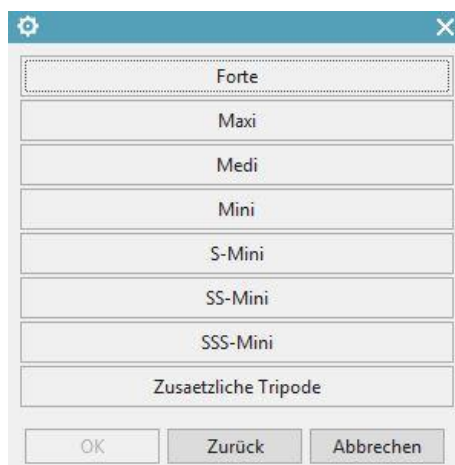 Forte
Maxi
Medi
Mini
S-Mini
SS-Mini
SSS-Mini
Zusaetzliche Tripode
OK Zurück Abbrechen